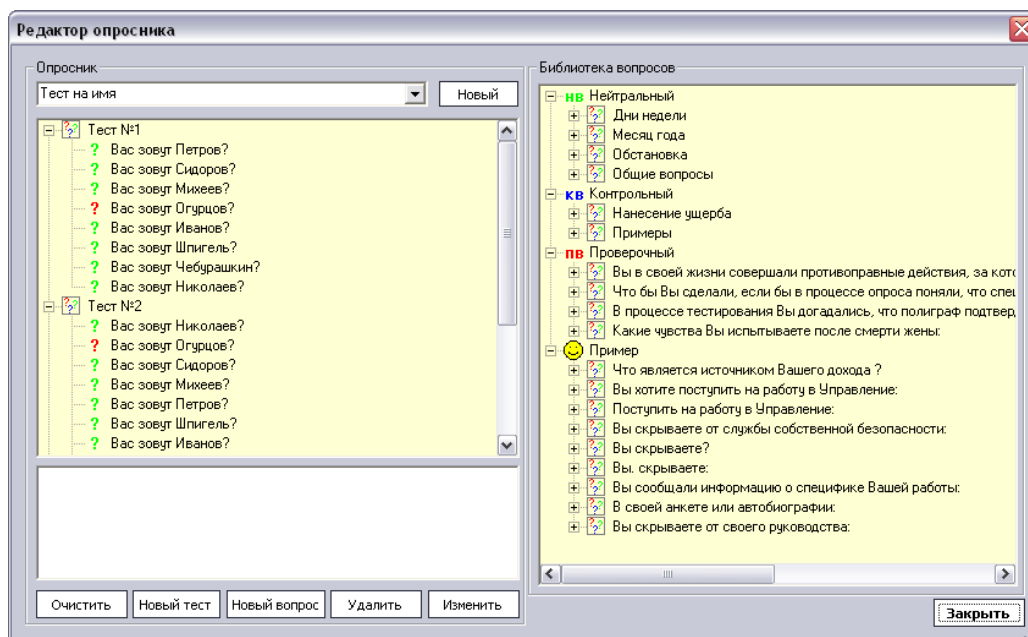 Редактор опросника
Опросник
Тест на имя
Новый
Тест №1
? Вас зовут Петров?
? Вас зовут Сидоров?
? Вас зовут Михеев?
? Вас зовут Огурцов?
? Вас зовут Иванов?
? Вас зовут Шпигель?
? Вас зовут Чебурашкин?
? Вас зовут Николаев?
Тест №2
? Вас зовут Николаев?
? Вас зовут Огурцов?
? Вас зовут Сидоров?
? Вас зовут Михеев?
? Вас зовут Петров?
? Вас зовут Шпигель?
? Вас зовут Иванов?
Очистить
Новый тест
Новый вопрос
Удалить
Изменить
Библиотека вопросов
НВ Нейтральный
Дни недели
Месяц года
Обстановка
Общие вопросы
КВ Контрольный
Нанесение ущерба
Примеры
ПВ Проверочный
Вы в своей жизни совершали противоправные действия, за кото
Что бы Вы сделали, если бы в процессе опроса поняли, что спец
В процессе тестирования Вы догадались, что полиграф подтверд
Какие чувства Вы испытываете после смерти жены:
Пример
Что является источником Вашего дохода ?
Вы хотите поступить на работу в Управление:
Поступить на работу в Управление:
Вы скрываете от службы собственной безопасности:
Вы скрываете?
Вы. скрываете:
Вы сообщали информацию о специфике Вашей работы:
В своей анкете или автобиографии:
Вы скрываете от своего руководства:
Закрыть